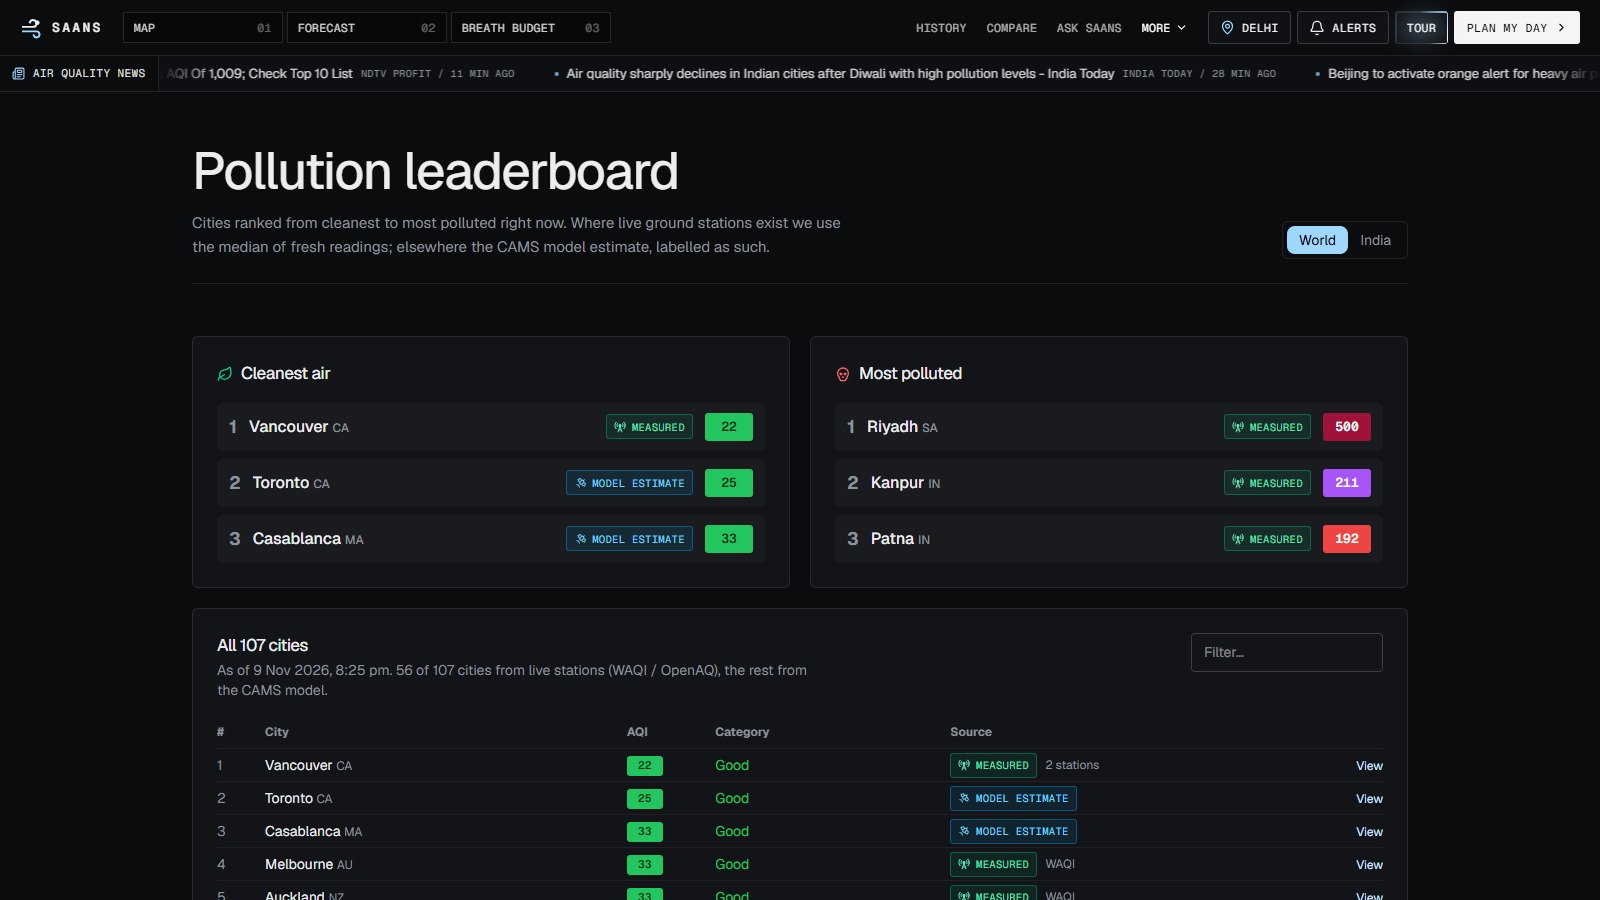 SAANS
MAP 01
FORECAST 02
BREATH BUDGET 03
HISTORY
COMPARE
ASK SAANS
MORE
DELHI
ALERTS
TOUR
PLAN MY DAY
AIR QUALITY NEWS
AQI Of 1,009; Check Top 10 List NDTV PROFIT / 11 MIN AGO
• Air quality sharply declines in Indian cities after Diwali with high pollution levels - India Today INDIA TODAY / 28 MIN AGO
• Beijing to activate orange alert for heavy air
Pollution leaderboard
Cities ranked from cleanest to most polluted right now. Where live ground stations exist we use
the median of fresh readings; elsewhere the CAMS model estimate, labelled as such.
World
India
Cleanest air
1 Vancouver CA MEASURED 22
2 Toronto CA MODEL ESTIMATE 25
3 Casablanca MA MODEL ESTIMATE 33
Most polluted
1 Riyadh SA MEASURED 500
2 Kanpur IN MEASURED 211
3 Patna IN MEASURED 192
All 107 cities
As of 9 Nov 2026, 8:25 pm. 56 of 107 cities from live stations (WAQI / OpenAQ), the rest from
the CAMS model.
Filter...
# City AQI Category Source
1 Vancouver CA 22 Good MEASURED 2 stations View
2 Toronto CA 25 Good MODEL ESTIMATE View
3 Casablanca MA 33 Good MODEL ESTIMATE View
4 Melbourne AU 33 Good MEASURED WAQI View
5 Auckland NZ 33 Good MEASURED WAQI View